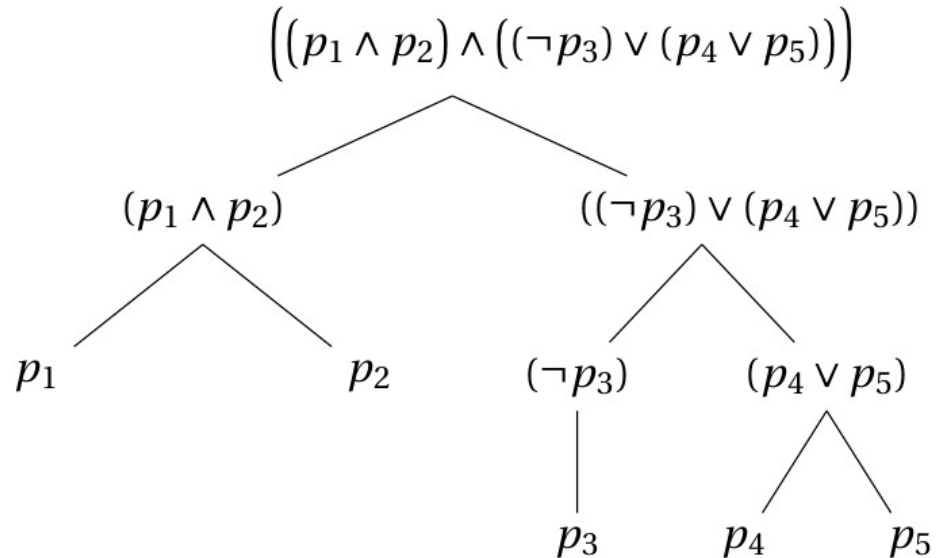 ((p₁ ∧ p₂) ∧ ((¬p₃) ∨ (p₄ ∨ p₅)))
(p₁ ∧ p₂) ((¬p₃) ∨ (p₄ ∨ p₅))
p₁ p₂ (¬p₃) (p₄ ∨ p₅)
p₃ p₄ p₅